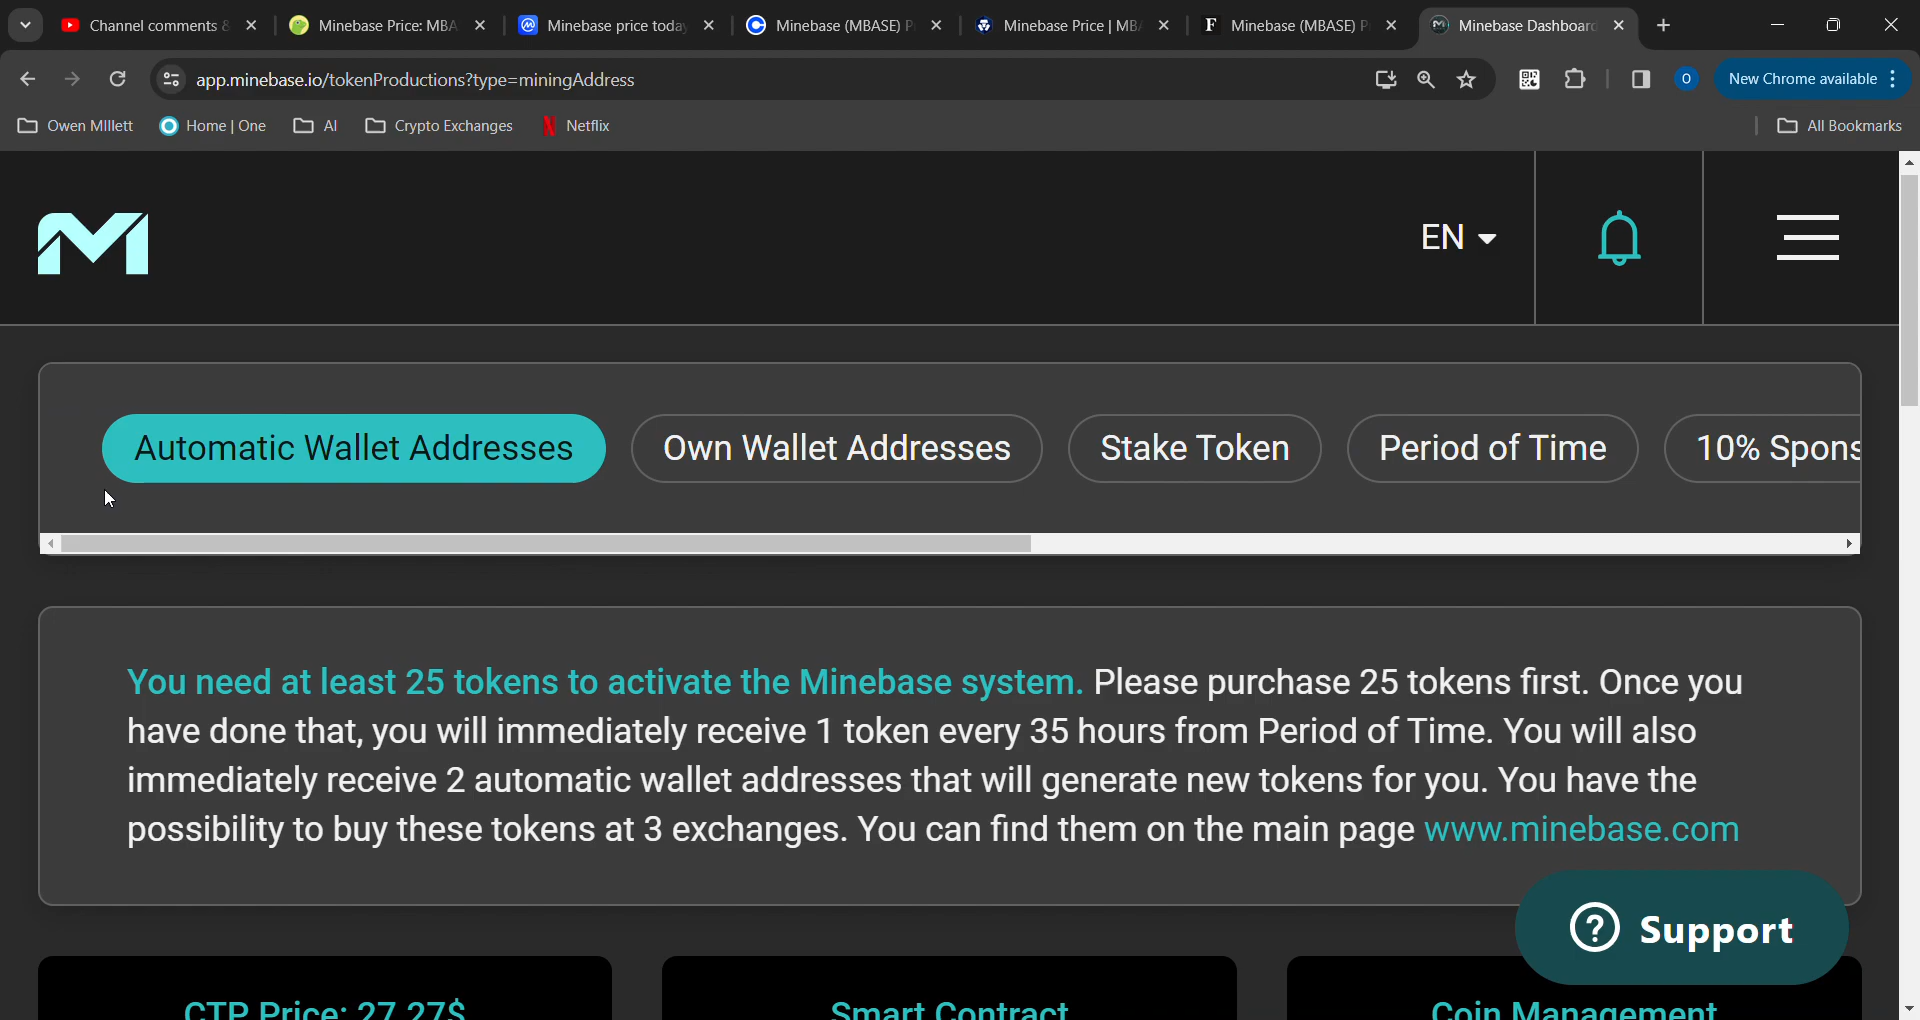 Channel comments &
Minebase Price: MBA
Minebase price today
Minebase (MBASE) P
Minebase Price | MBA
Minebase (MBASE) P
Minebase Dashboard
app.minebase.io/tokenProductions?type=miningAddress
O
New Chrome available
Owen MIllett
Home | One
AI
Crypto Exchanges
Netflix
All Bookmarks
EN
Automatic Wallet Addresses
Own Wallet Addresses
Stake Token
Period of Time
10% Spons
You need at least 25 tokens to activate the Minebase system. Please purchase 25 tokens first. Once you
have done that, you will immediately receive 1 token every 35 hours from Period of Time. You will also
immediately receive 2 automatic wallet addresses that will generate new tokens for you. You have the
possibility to buy these tokens at 3 exchanges. You can find them on the main page www.minebase.com
Support
CTP Price: 27.27$
Smart Contract
Coin Management